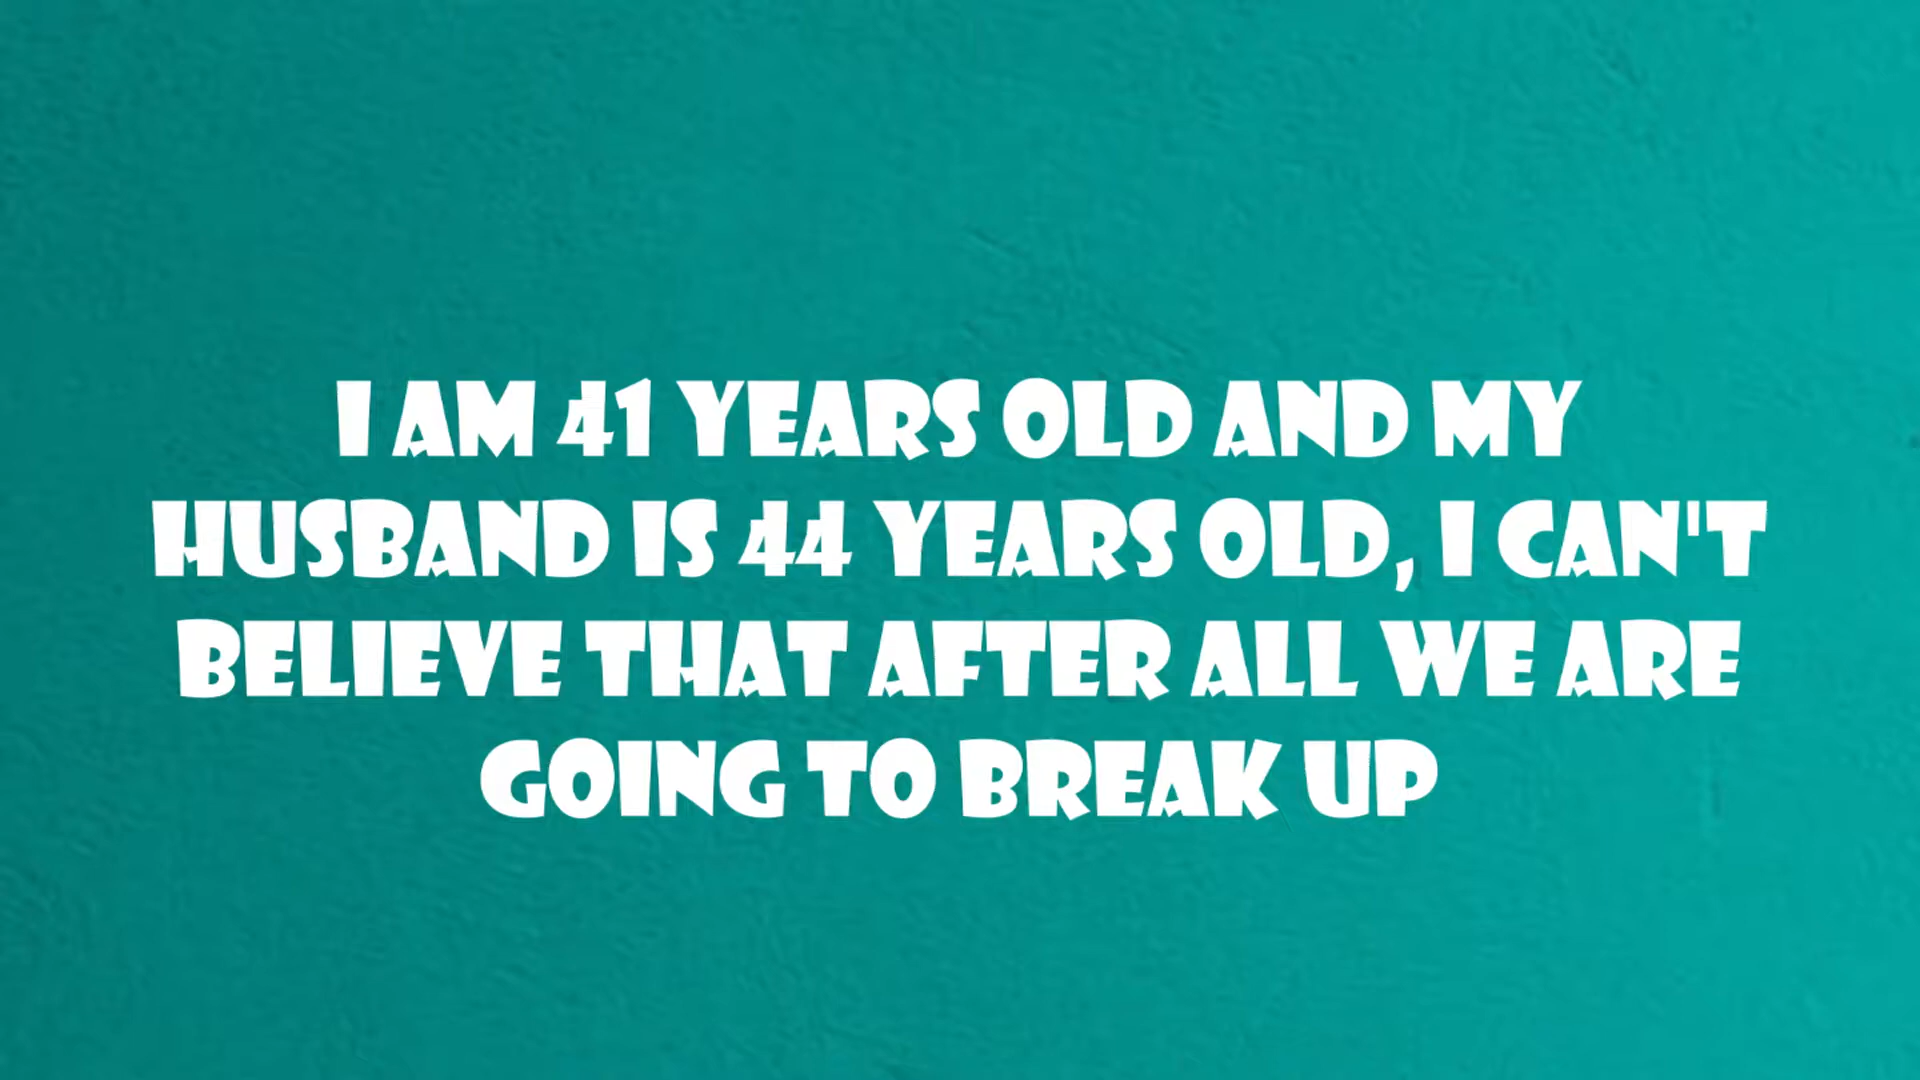 I AM 41 YEARS OLD AND MY
HUSBAND IS 44 YEARS OLD, I CAN'T
BELIEVE THAT AFTER ALL WE ARE
GOING TO BREAK UP